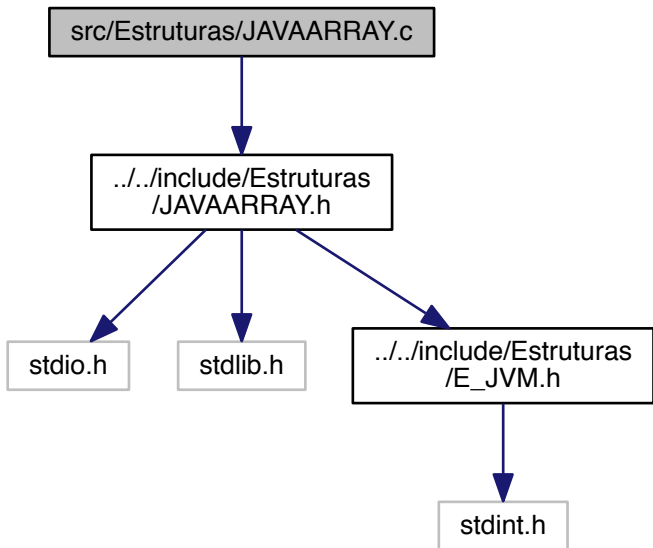 src/Estruturas/JAVAARRAY.c
../../include/Estruturas
/JAVAARRAY.h
stdio.h
stdlib.h
../../include/Estruturas
/E_JVM.h
stdint.h